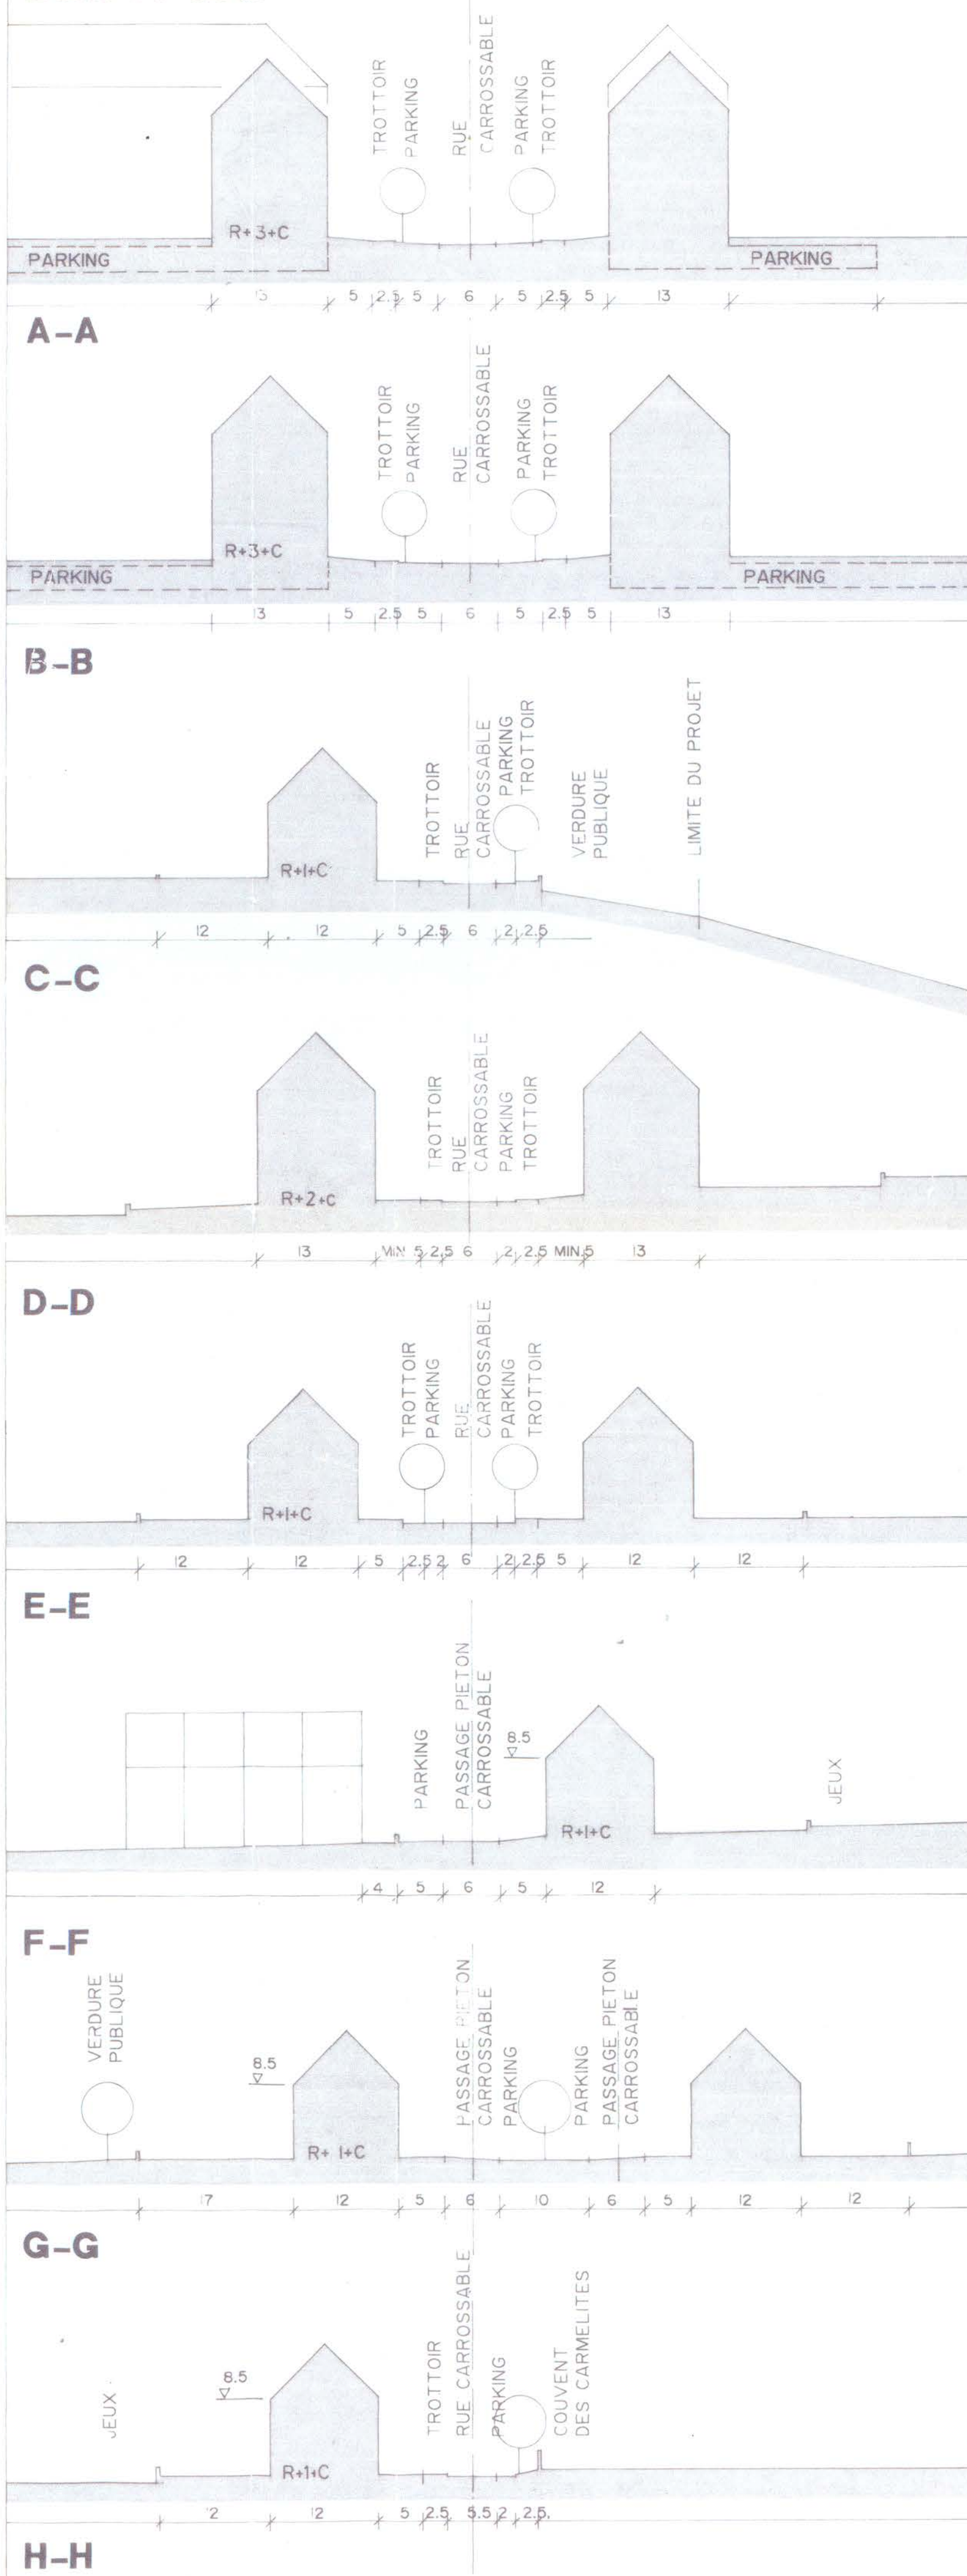 TROTTOIR
PARKING
RUE
CARROSSABLE
PARKING
TROTTOIR
R+3+C
PARKING
PARKING
13 5 2.5 5 6 5 2.5 5 13
A-A
TROTTOIR
PARKING
RUE
CARROSSABLE
PARKING
TROTTOIR
R+3+C
PARKING
PARKING
13 5 2.5 5 6 5 2.5 5 13
B-B
TROTTOIR
RUE
CARROSSABLE
PARKING
TROTTOIR
VERDURE
PUBLIQUE
LIMITE DU PROJET
R+1+C
12 12 5 2.5 6 2 2.5
C-C
TROTTOIR
RUE
CARROSSABLE
PARKING
TROTTOIR
R+2+C
13 MIN 5 2.5 6 2 2.5 MIN.5 13
D-D
TROTTOIR
PARKING
RUE
CARROSSABLE
PARKING
TROTTOIR
R+1+C
12 12 5 2.5 2 6 2 2.5 5 12 12
E-E
PARKING
PASSAGE PIETON
CARROSSABLE
8.5
R+1+C
JEUX
4 5 6 5 12
F-F
VERDURE
PUBLIQUE
8.5
R+1+C
PASSAGE PIETON
CARROSSABLE
PARKING
PARKING
PASSAGE PIETON
CARROSSABLE
17 12 5 6 10 6 5 12 12
G-G
JEUX
8.5
R+1+C
TROTTOIR
RUE CARROSSABLE
PARKING
COUVENT
DES CARMELITES
12 12 5 2.5 5.5 2 2.5
H-H